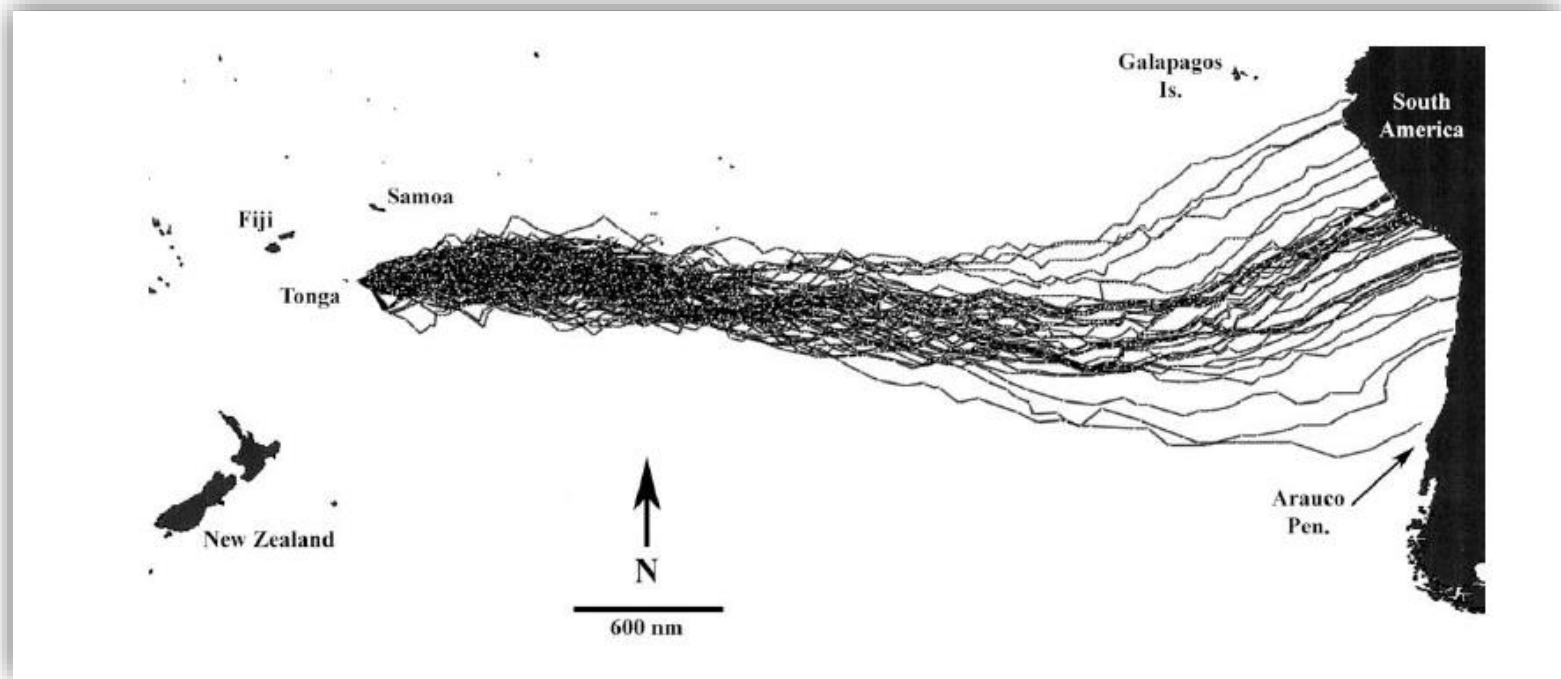 Galapagos
Is.
South
America
Samoa
Fiji
Tonga
New Zealand
N
600 nm
Arauco
Pen.